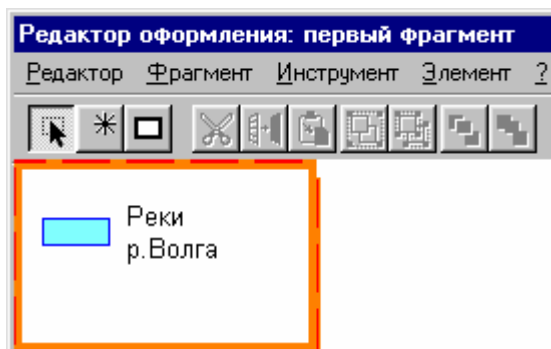 Редактор оформления: первый фрагмент
Редактор Фрагмент Инструмент Элемент ?
Реки
р.Волга